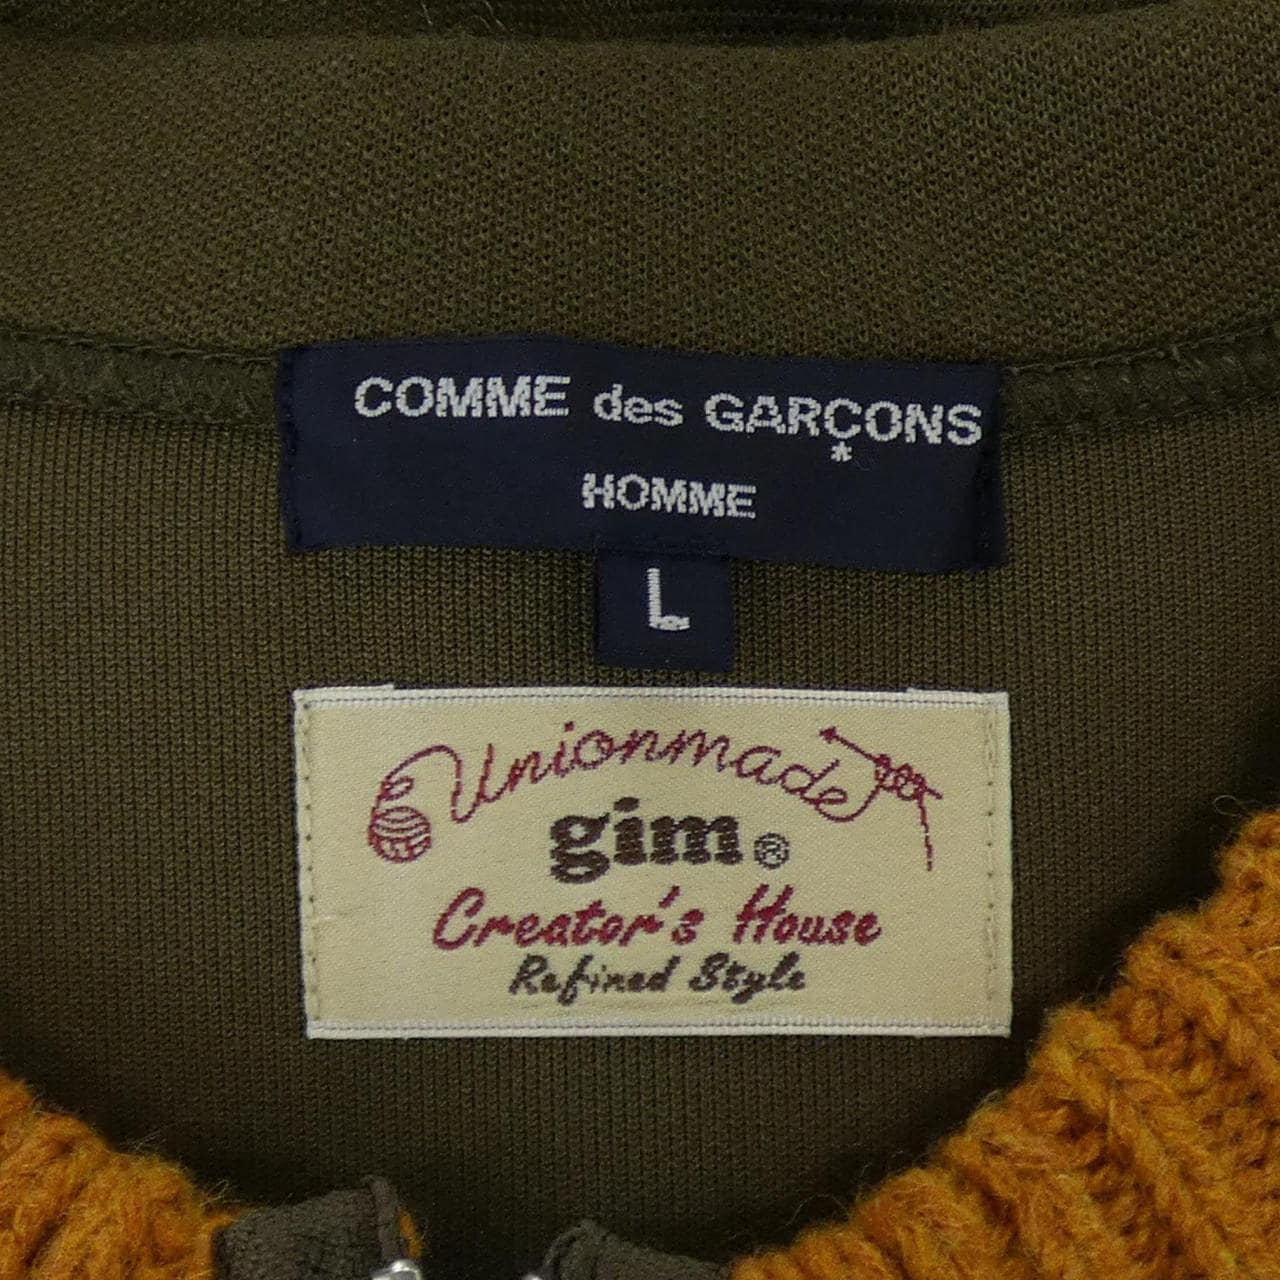 COMME des GARÇONS
*
HOMME
L
Unionmade
gim®
Creator's House
Refined Style